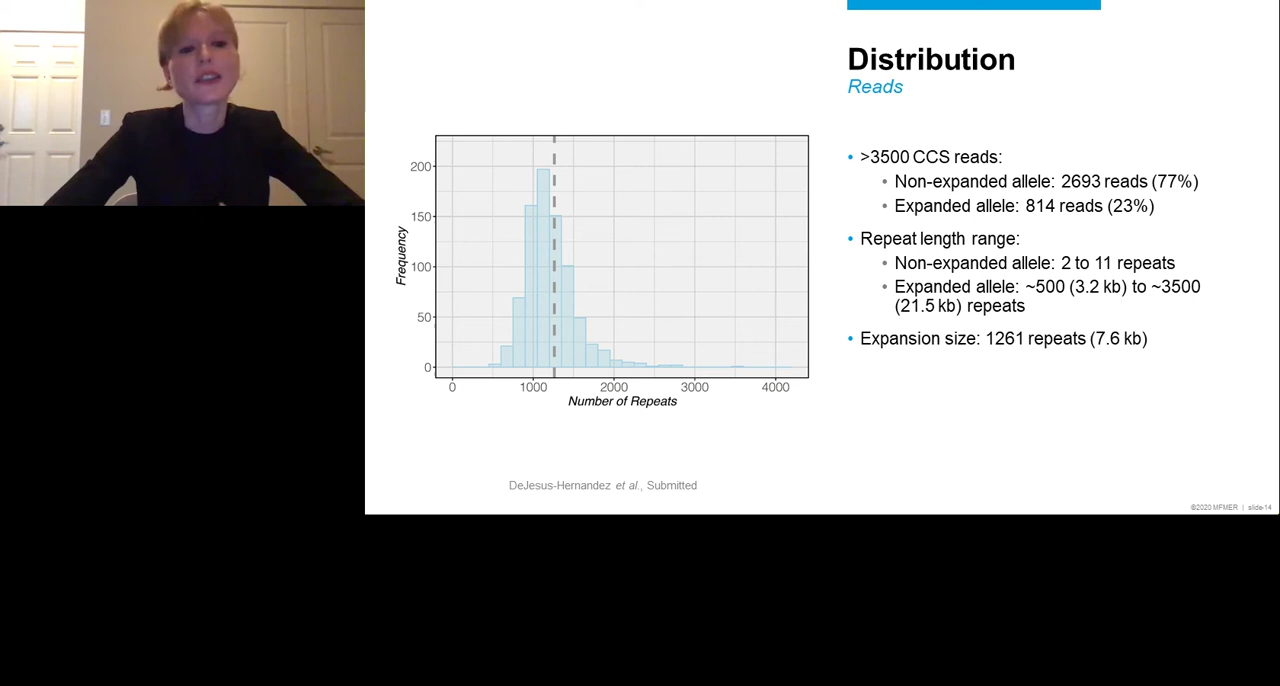 Distribution
Reads
200
150
100
50
0
Frequency
0 1000 2000 3000 4000
Number of Repeats
DeJesus-Hernandez et al., Submitted
• >3500 CCS reads:
• Non-expanded allele: 2693 reads (77%)
• Expanded allele: 814 reads (23%)
• Repeat length range:
• Non-expanded allele: 2 to 11 repeats
• Expanded allele: ~500 (3.2 kb) to ~3500
(21.5 kb) repeats
• Expansion size: 1261 repeats (7.6 kb)
©2020 MFMER | slide-14